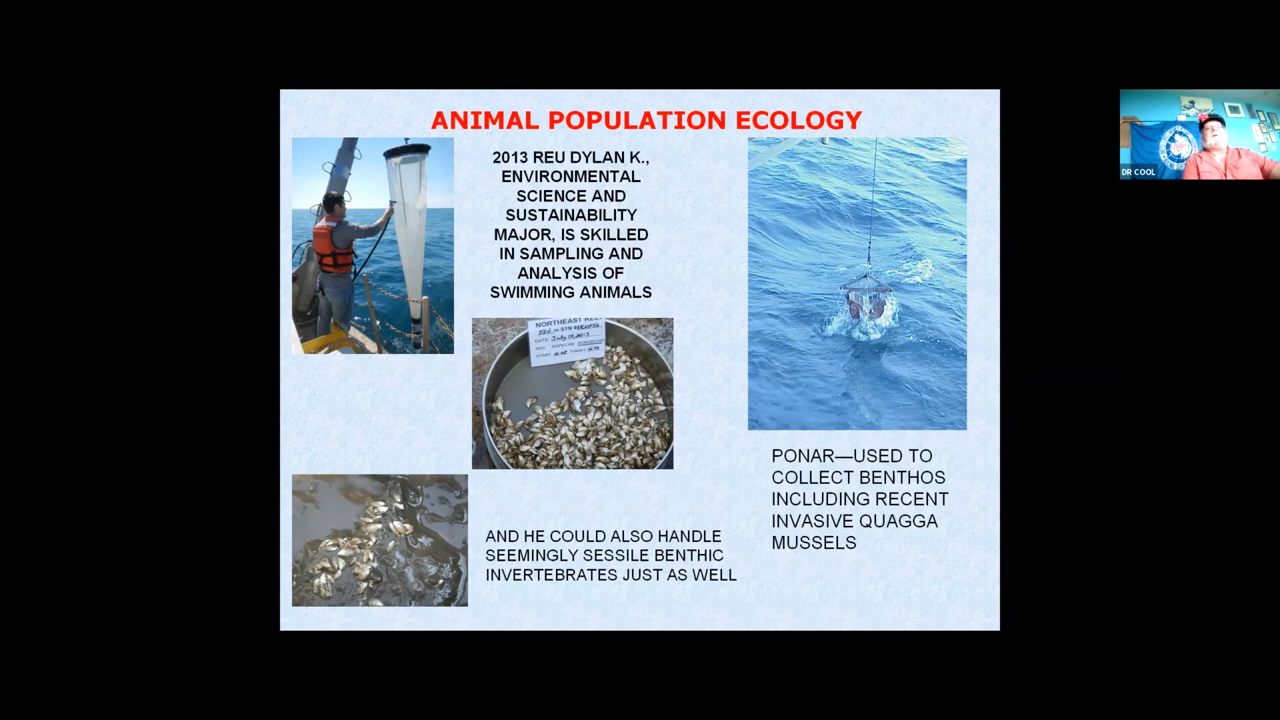 ANIMAL POPULATION ECOLOGY
2013 REU DYLAN K.,
ENVIRONMENTAL
SCIENCE AND
SUSTAINABILITY
MAJOR, IS SKILLED
IN SAMPLING AND
ANALYSIS OF
SWIMMING ANIMALS
NORTHEAST
DATE: July
START:
AND HE COULD ALSO HANDLE
SEEMINGLY SESSILE BENTHIC
INVERTEBRATES JUST AS WELL
PONAR—USED TO
COLLECT BENTHOS
INCLUDING RECENT
INVASIVE QUAGGA
MUSSELS
DR COOL